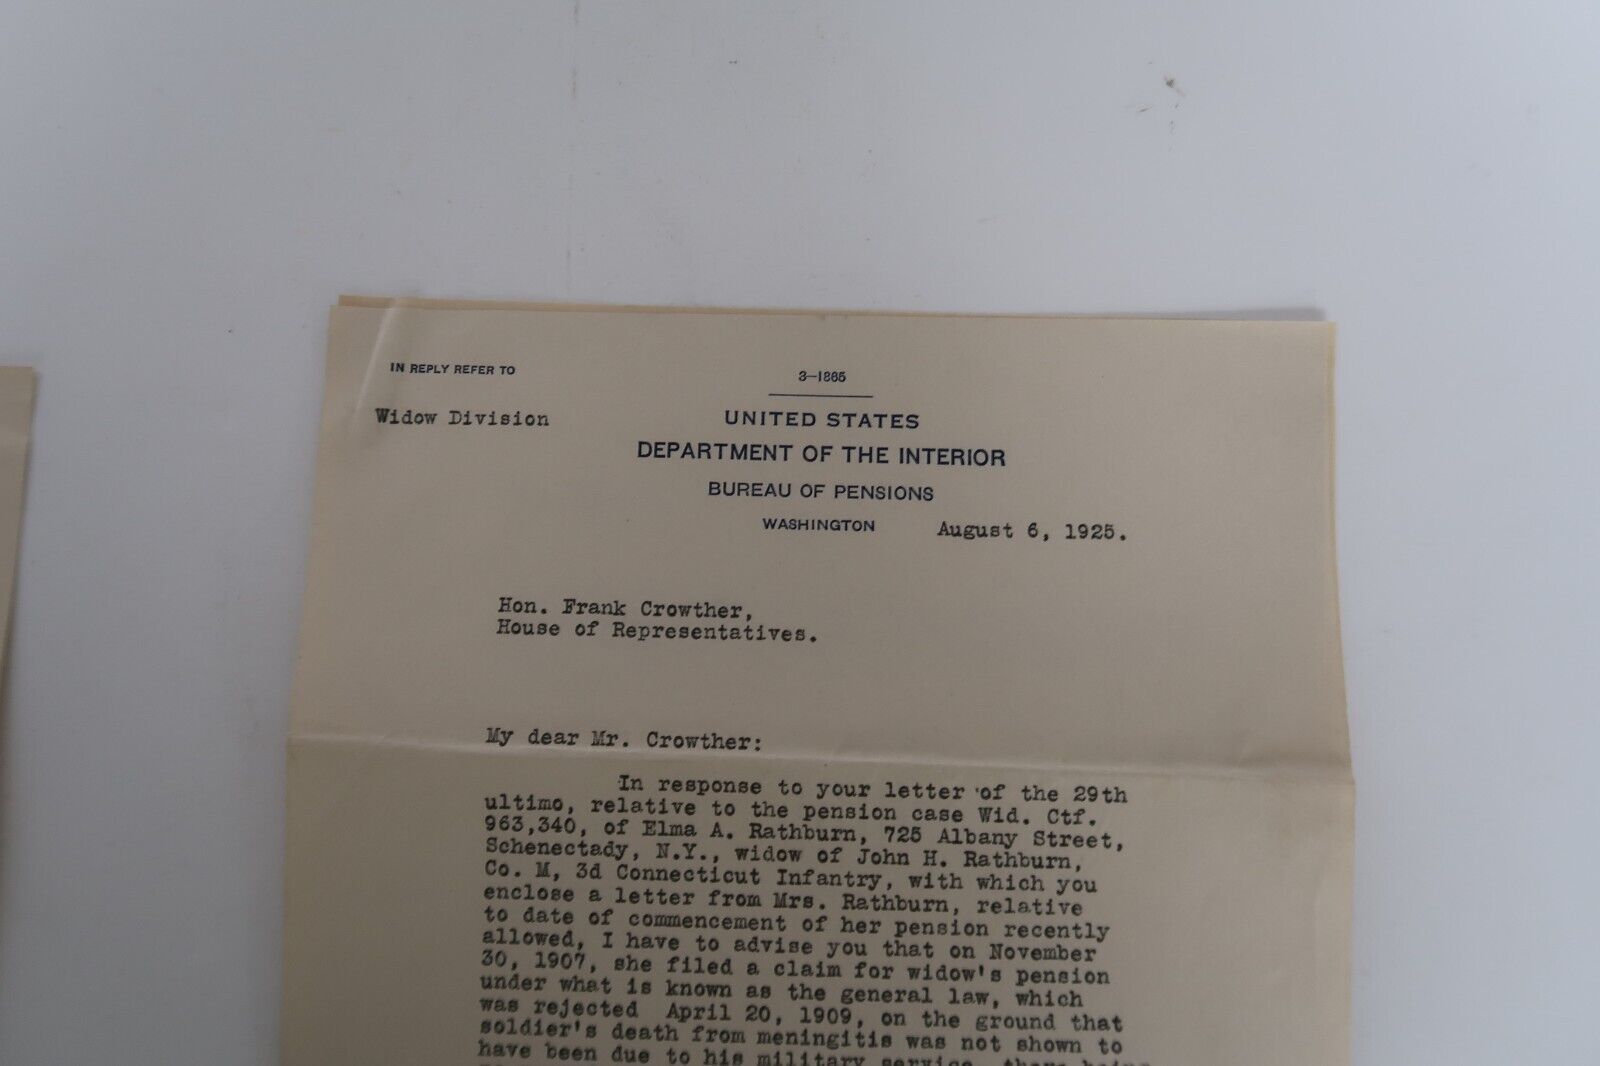 IN REPLY REFER TO
3—1865
Widow Division
UNITED STATES
DEPARTMENT OF THE INTERIOR
BUREAU OF PENSIONS
WASHINGTON
August 6, 1925.
Hon. Frank Crowther,
House of Representatives.
My dear Mr. Crowther:
In response to your letter of the 29th
ultimo, relative to the pension case Wid. Ctf.
963,340, of Elma A. Rathburn, 725 Albany Street,
Schenectady, N.Y., widow of John H. Rathburn,
Co. M, 3d Connecticut Infantry, with which you
enclose a letter from Mrs. Rathburn, relative
to date of commencement of her pension recently
allowed, I have to advise you that on November
30, 1907, she filed a claim for widow's pension
under what is known as the general law, which
was rejected April 20, 1909, on the ground that
soldier's death from meningitis was not shown to
have been due to his military service, there being